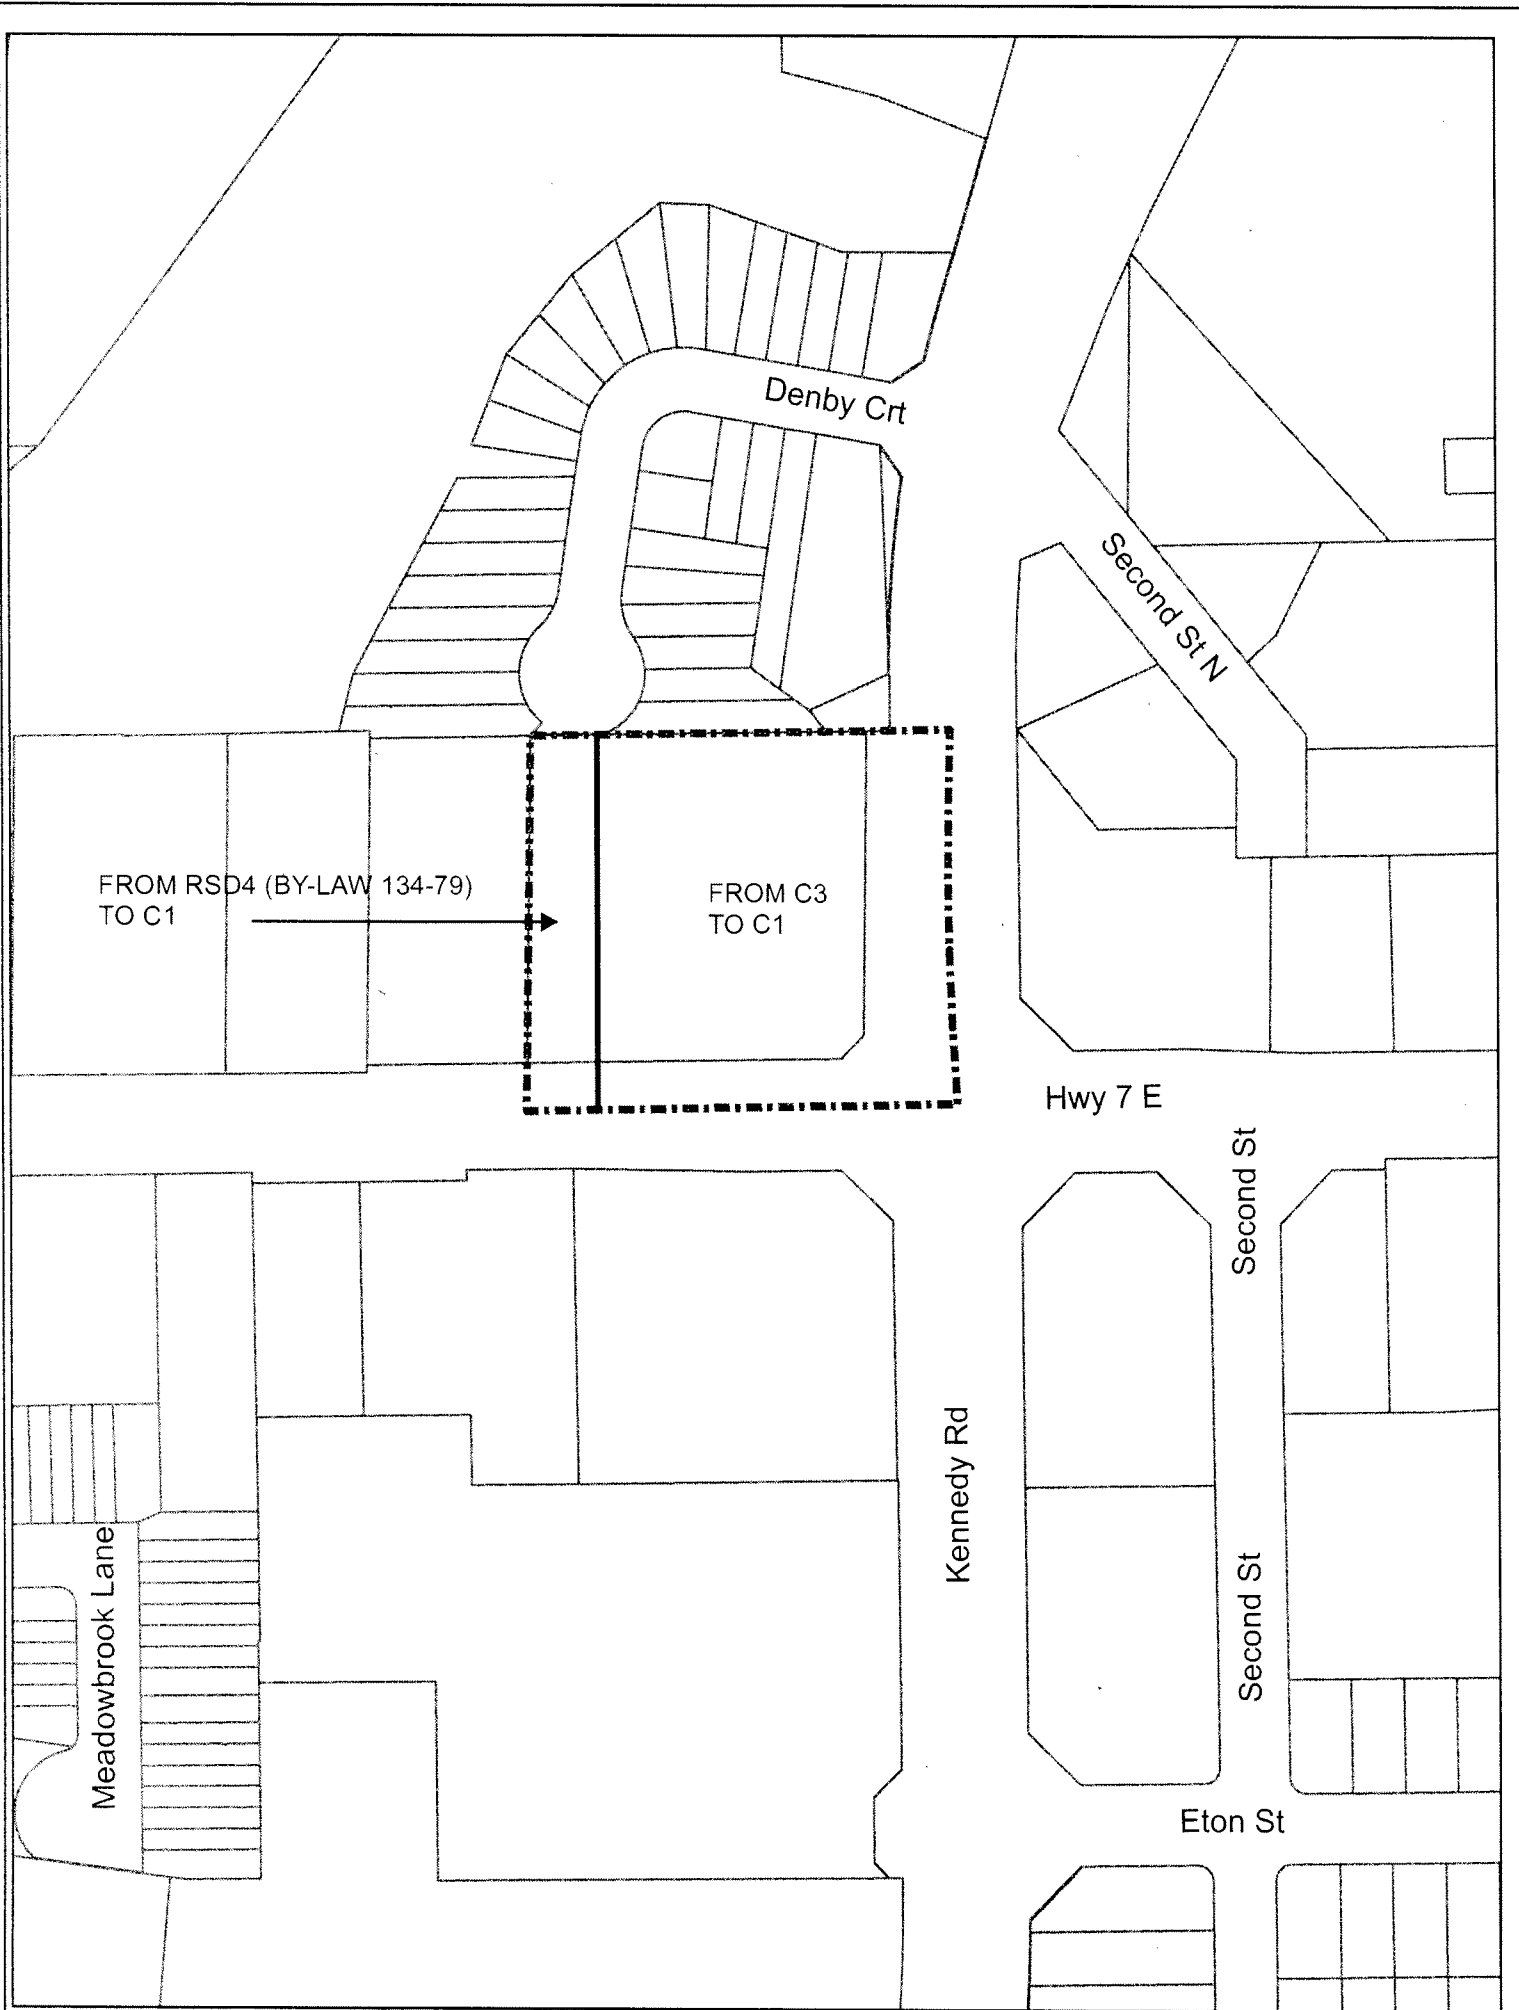 Denby Crt
Second St N
FROM RSD4 (BY-LAW 134-79)
TO C1
FROM C3
TO C1
Hwy 7 E
Second St
Kennedy Rd
Meadowbrook Lane
Second St
Eton St